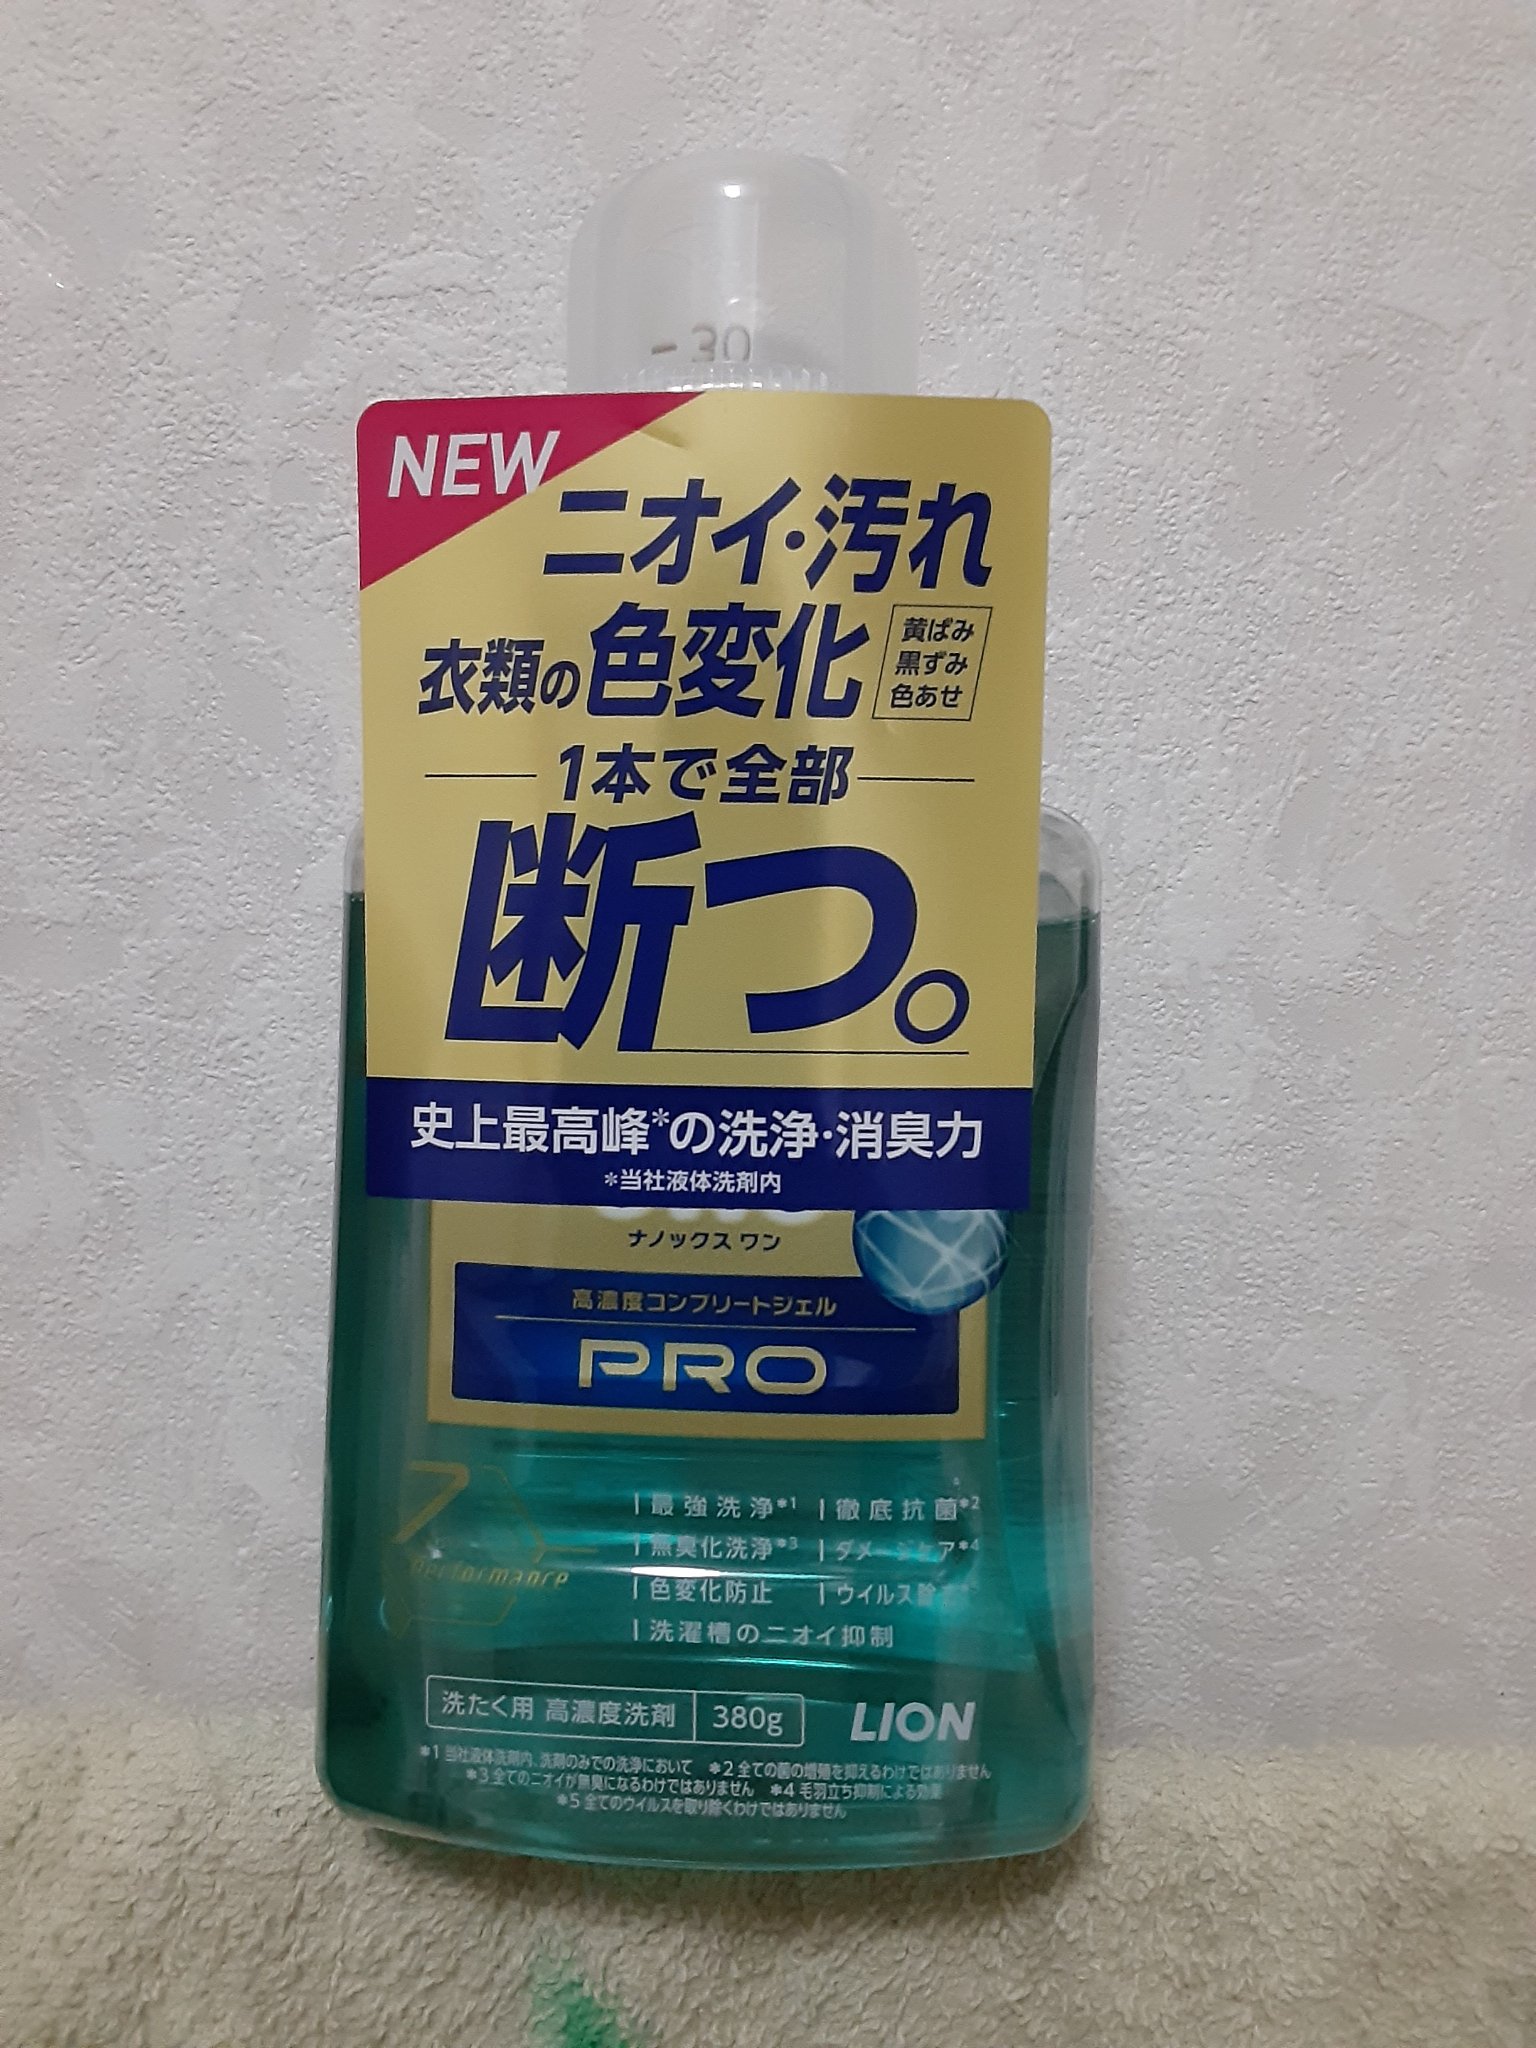 - 30
NEW
ニオイ・汚れ
衣類の色変化
黄ばみ
黒ずみ
色あせ
1本で全部
断つ。
史上最高峰*の洗浄・消臭力
*当社液体洗剤内
ナノックス ワン
高濃度コンプリートジェル
PRO
7
Performance
最強洗浄*1
徹底抗菌*2
無臭化洗浄*3
ダメージケア*4
色変化防止
ウイルス除
洗濯槽のニオイ抑制
洗たく用 高濃度洗剤 380g
LION
*1 当社液体洗剤内、洗剤のみでの洗浄において *2 全ての菌の増殖を抑えるわけではありません
*3 全てのニオイが無臭になるわけではありません *4 毛羽立ち抑制による効果
*5 全てのウイルスを取り除くわけではありません